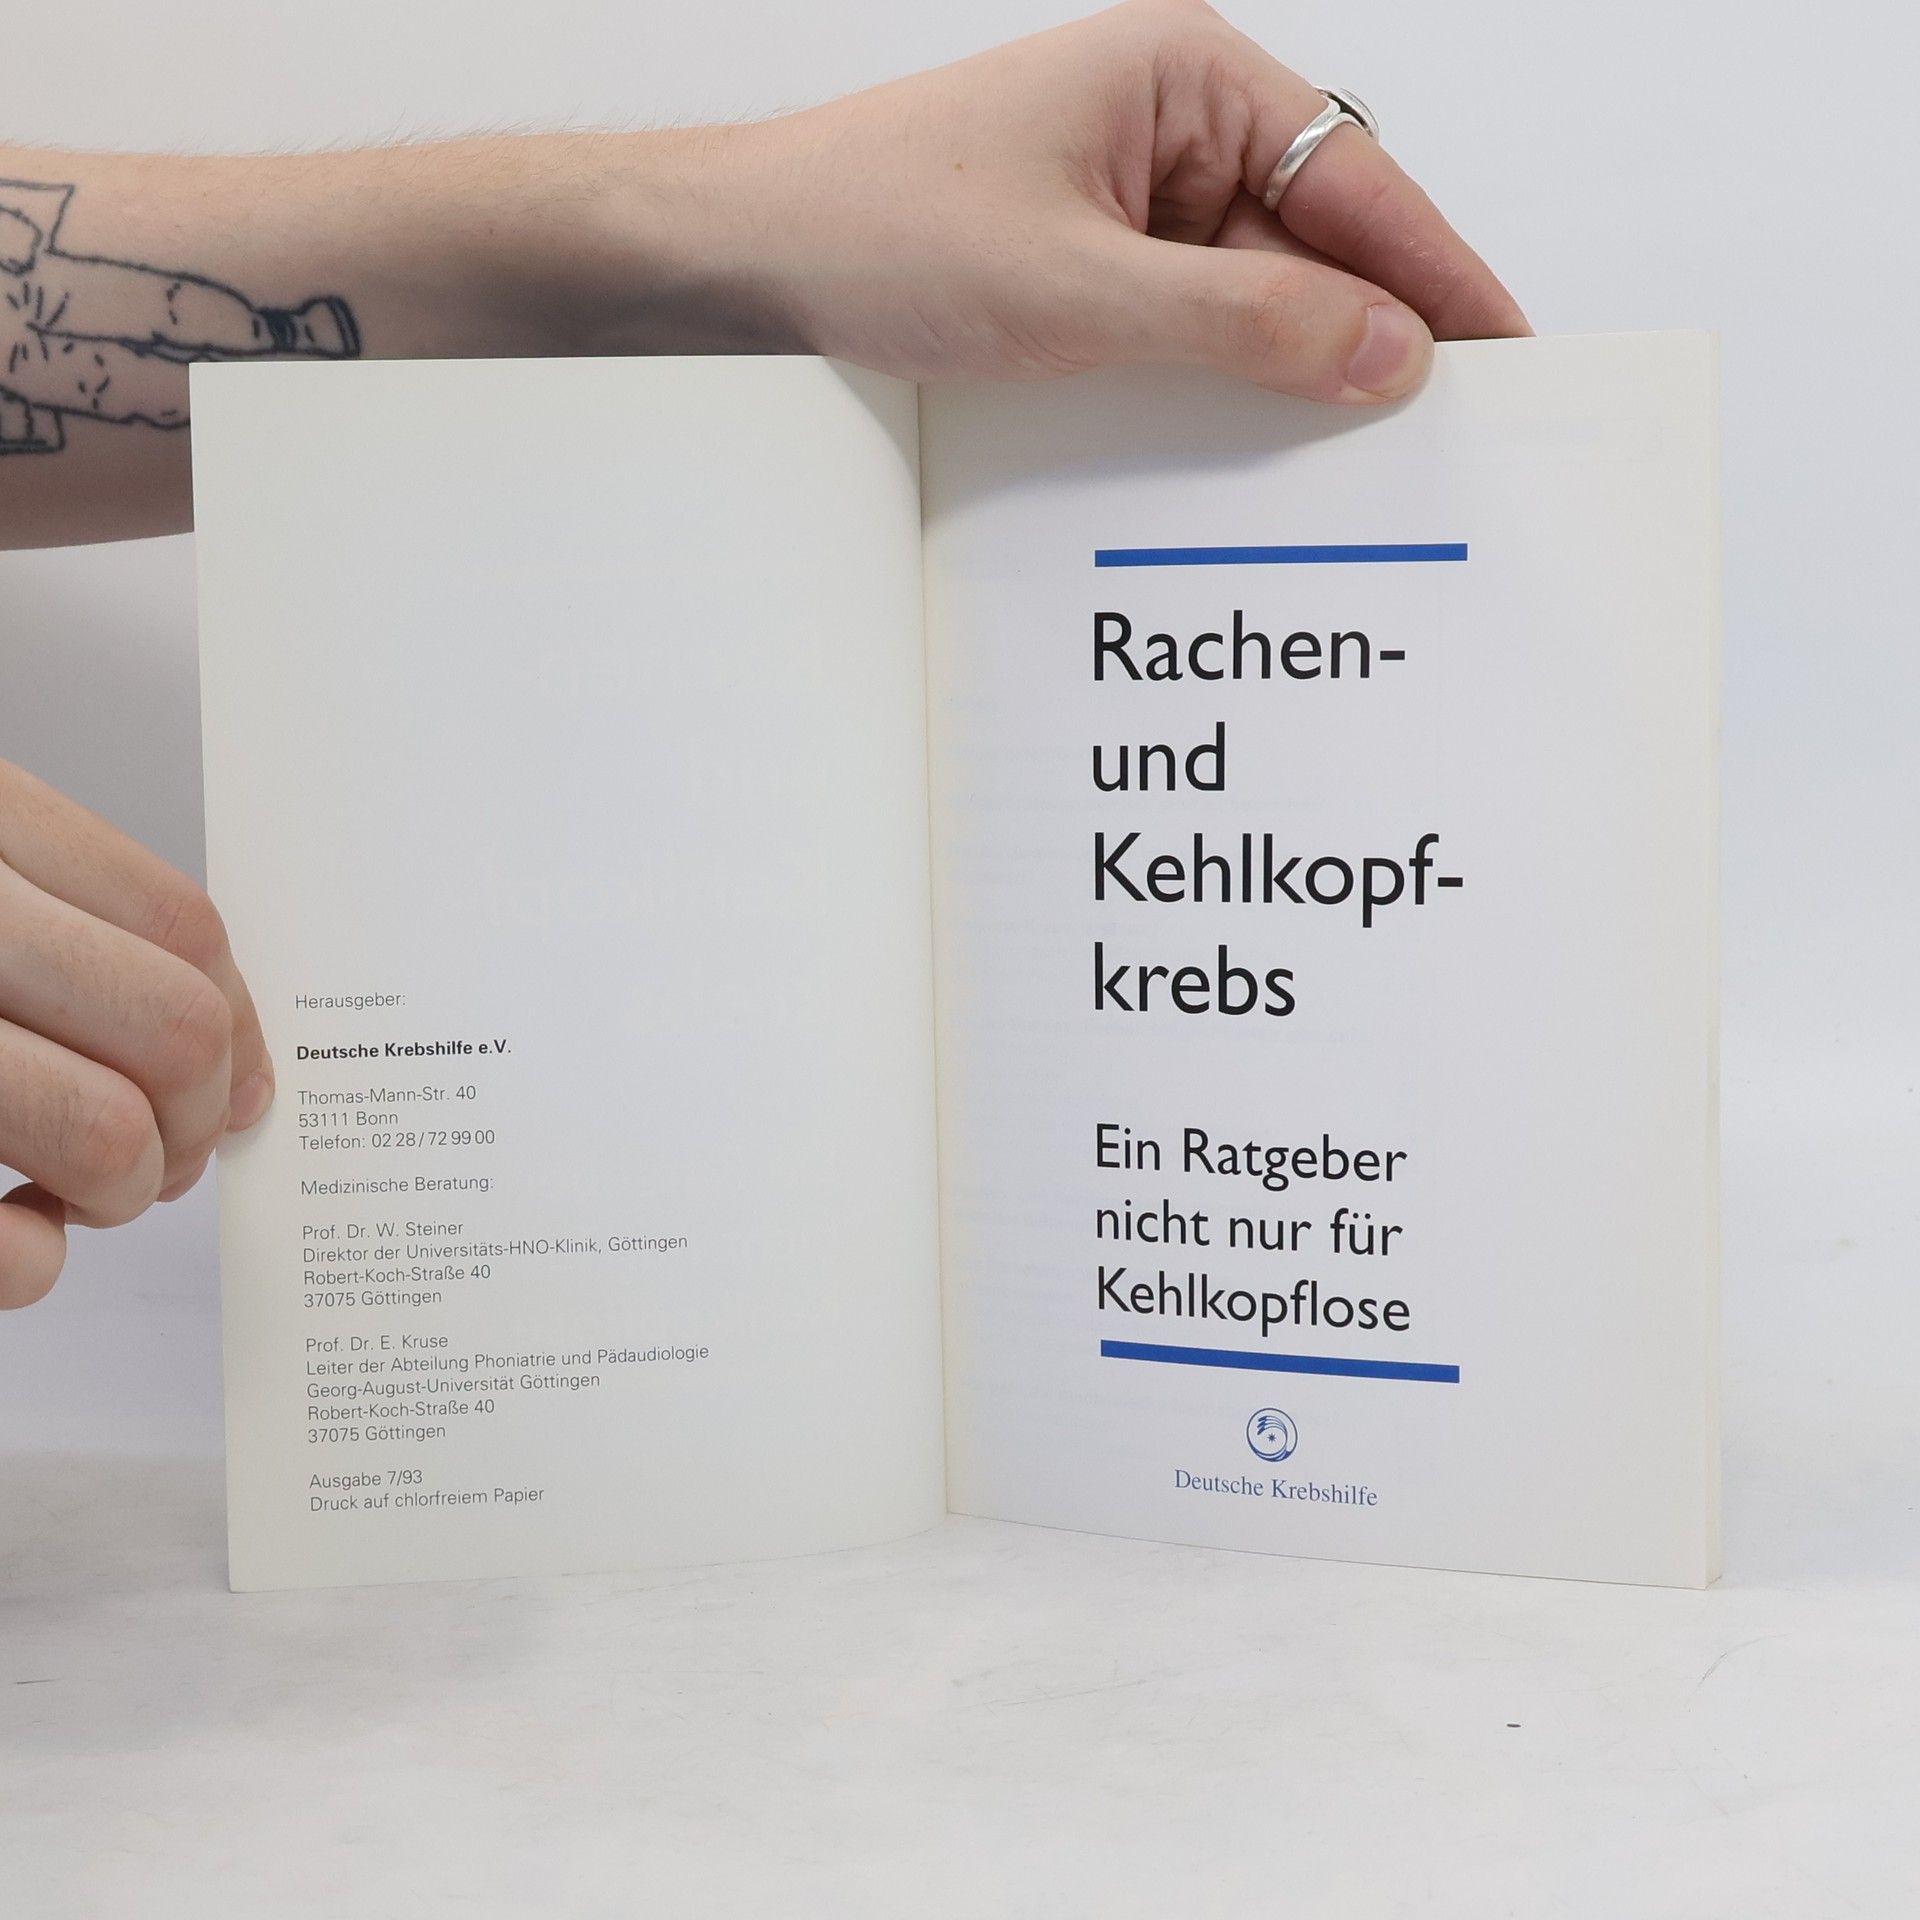 Herausgeber:
Deutsche Krebshilfe e.V.
Thomas-Mann-Str. 40
53111 Bonn
Telefon: 02 28 / 72 99 00
Medizinische Beratung:
Prof. Dr. W. Steiner
Direktor der Universitäts-HNO-Klinik, Göttingen
Robert-Koch-Straße 40
37075 Göttingen
Prof. Dr. E. Kruse
Leiter der Abteilung Phoniatrie und Pädaudiologie
Georg-August-Universität Göttingen
Robert-Koch-Straße 40
37075 Göttingen
Ausgabe 7/93
Druck auf chlorfreiem Papier
Rachen-
und
Kehlkopf-
krebs
Ein Ratgeber
nicht nur für
Kehlkopflose
Deutsche Krebshilfe